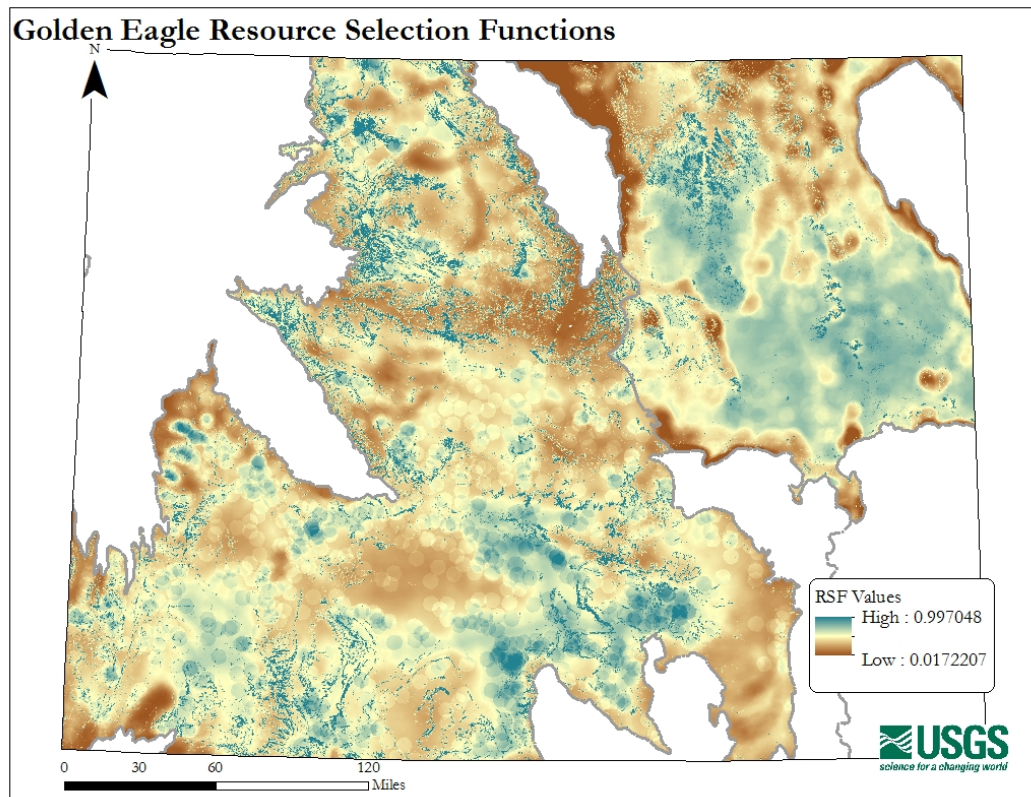 Golden Eagle Resource Selection Functions
N
RSF Values
High : 0.997048
Low : 0.0172207
USGS
science for a changing world
0 30 60 120 Miles